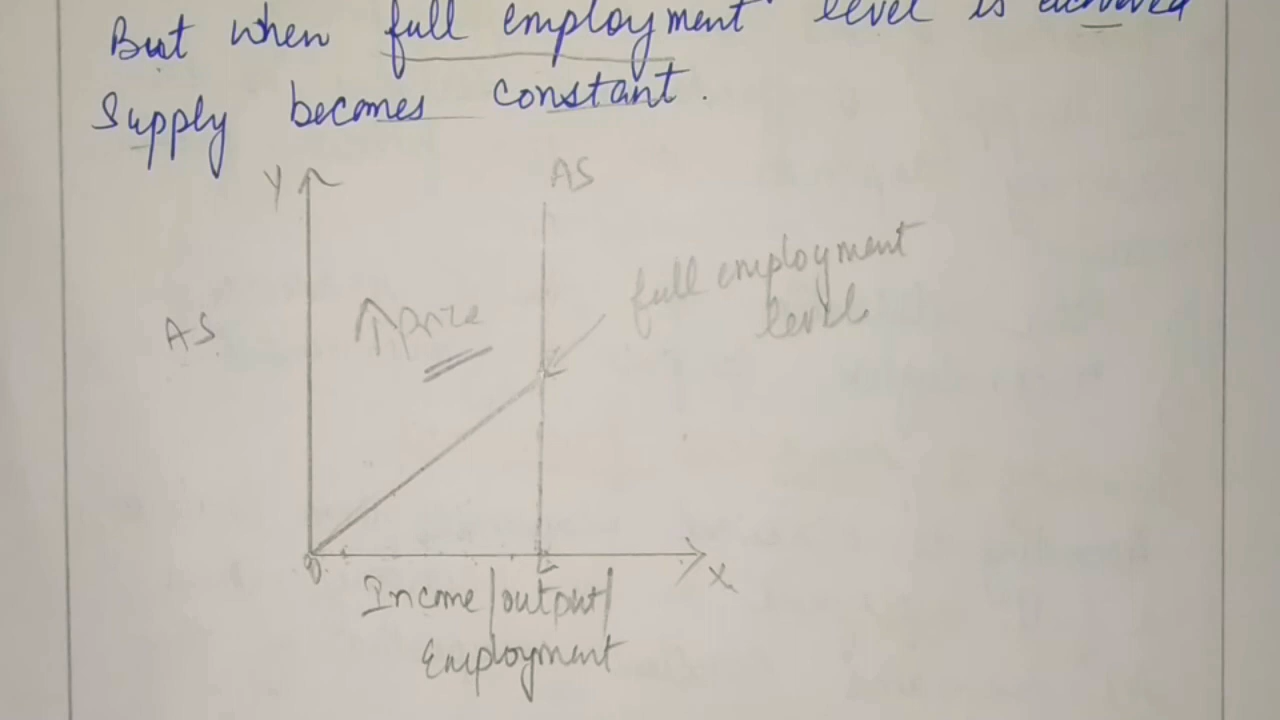 But when full employment level is achieved
Supply becomes constant.
Y
AS
↑ price
full employment
level
AS
0
L
X
Income/output/
Employment